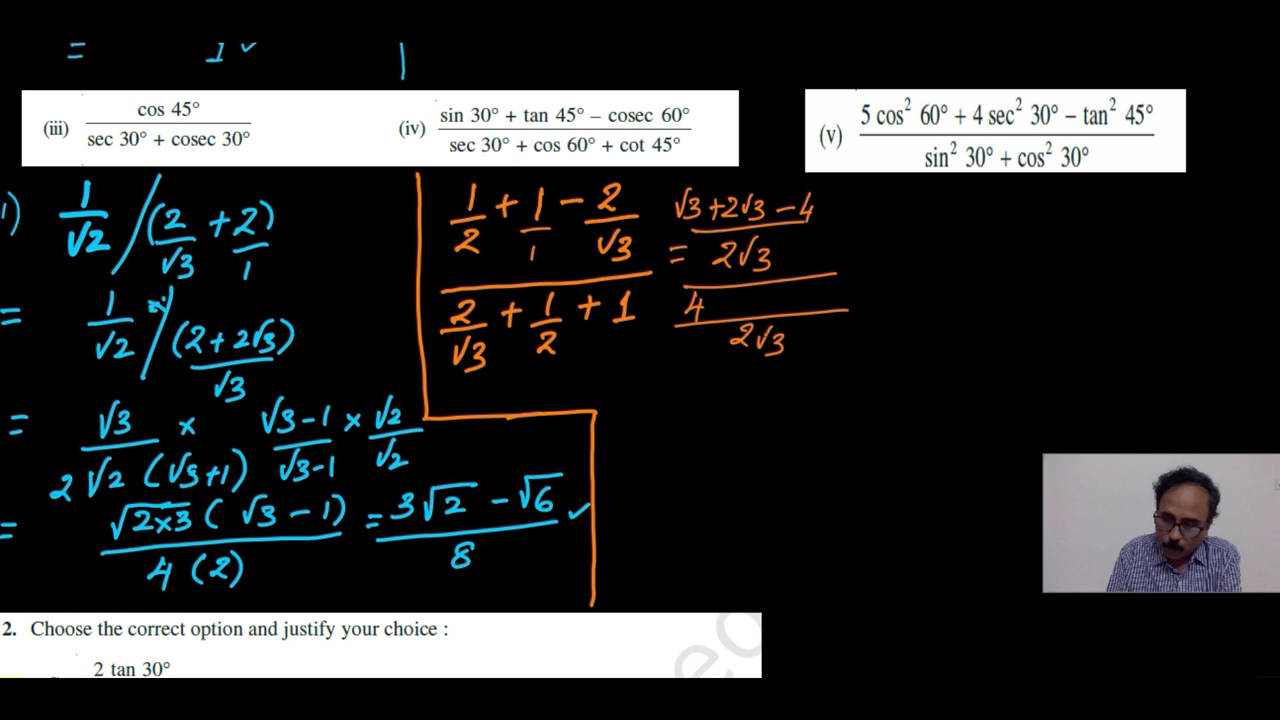 = 1
(iii) cos 45° / sec 30° + cosec 30°
(iv) sin 30° + tan 45° – cosec 60° / sec 30° + cos 60° + cot 45°
(v) 5 cos² 60° + 4 sec² 30° – tan² 45° / sin² 30° + cos² 30°
1/√2 / (2/√3 + 2/1)
= 1/√2 / (2+2√3)/√3
= √3 / 2√2 (√3+1) × √3-1 / √3-1 × √2/√2
= √2×3 (√3 – 1) / 4 (2) = 3√2 – √6 / 8 ✓
1/2 + 1/1 – 2/√3
2/√3 + 1/2 + 1
= √3+2√3 – 4 / 2√3
4 / 2√3
2. Choose the correct option and justify your choice :
2 tan 30°